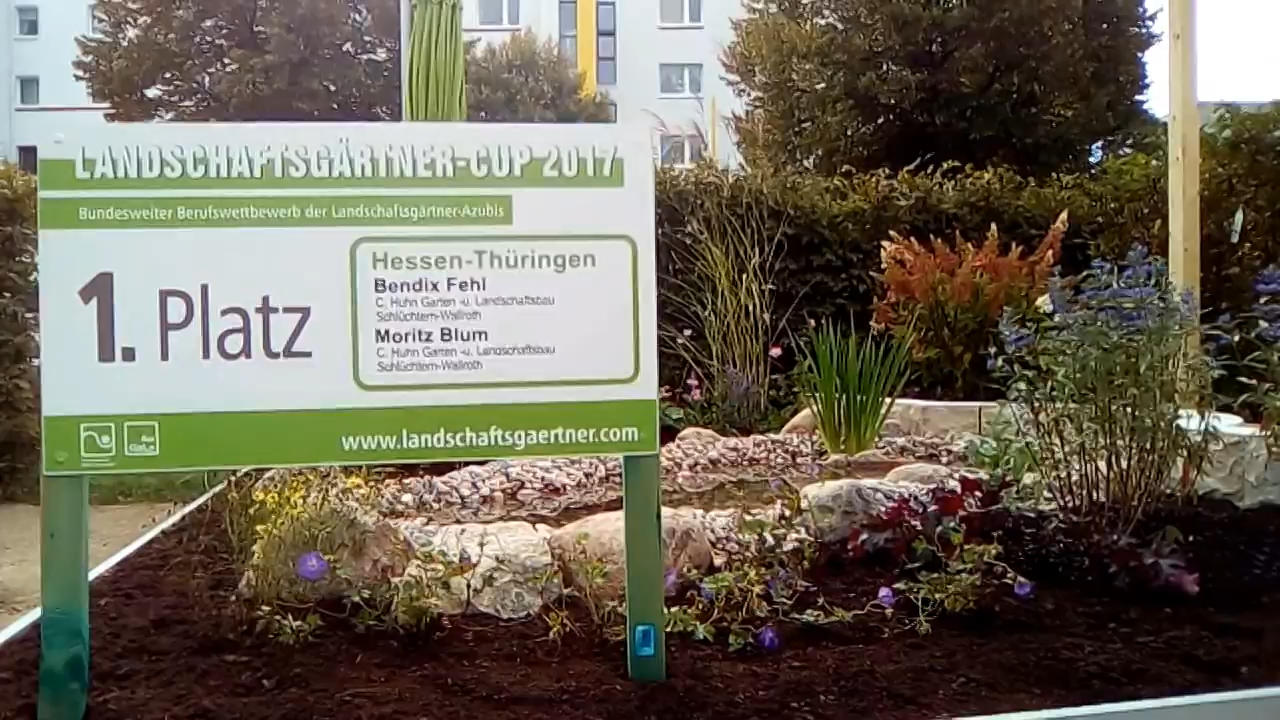 LANDSCHAFTSGÄRTNER-CUP 2017
Bundesweiter Berufswettbewerb der Landschaftsgärtner-Azubis
1. Platz
Hessen-Thüringen
Bendix Fehl
C. Huhn Garten -u. Landschaftsbau
Schlüchtern-Wallroth
Moritz Blum
C. Huhn Garten -u. Landschaftsbau
Schlüchtern-Wallroth
www.landschaftsgaertner.com